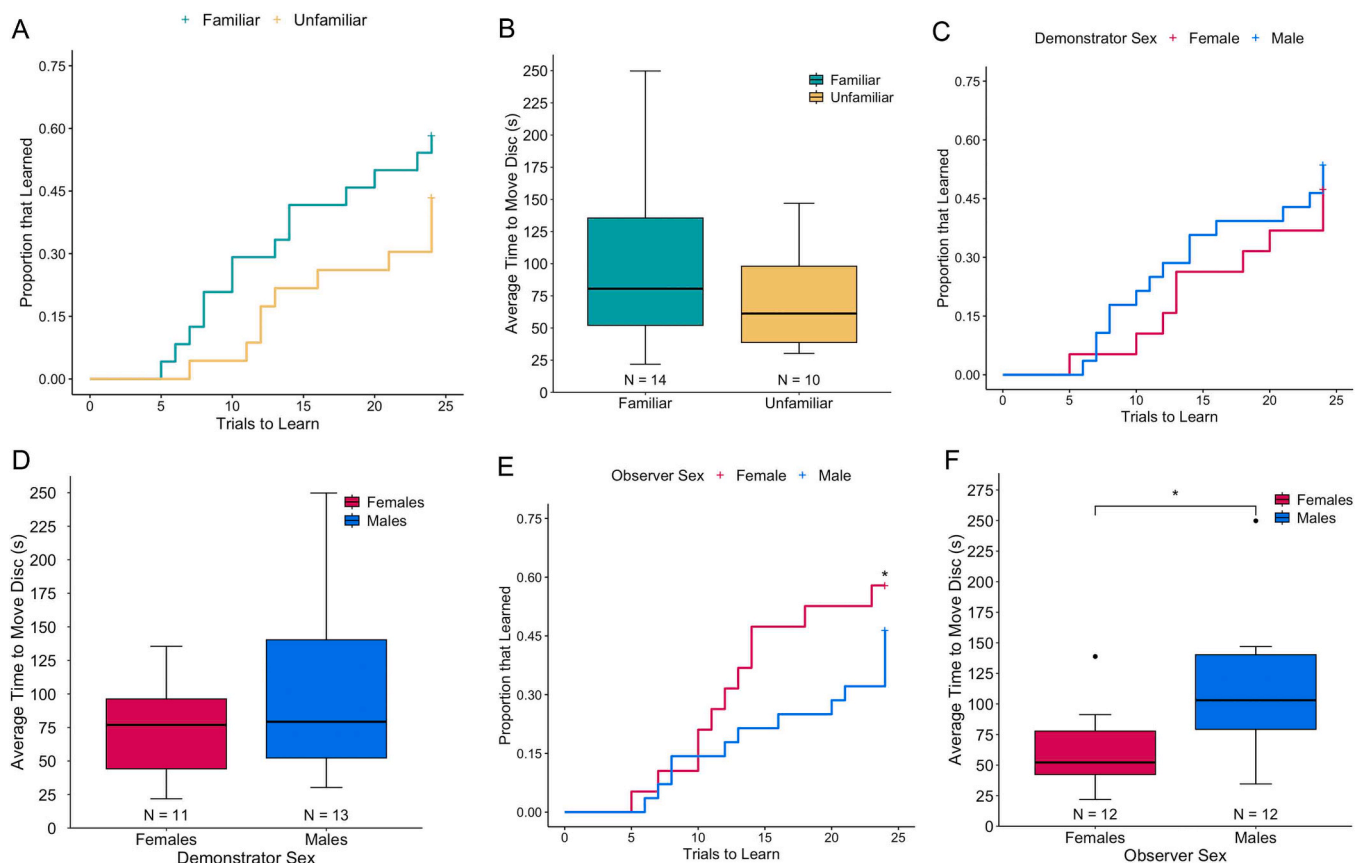 A
+ Familiar + Unfamiliar
0.75
0.60
0.45
0.30
0.15
0.00
Proportion that Learned
0 5 10 15 20 25
Trials to Learn
B
250
225
200
175
150
125
100
75
50
25
0
Average Time to Move Disc (s)
Familiar
Unfamiliar
N = 14 N = 10
Familiar Unfamiliar
C
Demonstrator Sex + Female + Male
0.75
0.60
0.45
0.30
0.15
0.00
Proportion that Learned
0 5 10 15 20 25
Trials to Learn
D
250
225
200
175
150
125
100
75
50
25
0
Average Time to Move Disc (s)
Females
Males
N = 11 N = 13
Females Males
Demonstrator Sex
E
Observer Sex + Female + Male
0.75
0.60
0.45
0.30
0.15
0.00
Proportion that Learned
*
0 5 10 15 20 25
Trials to Learn
F
275
250
225
200
175
150
125
100
75
50
25
0
Average Time to Move Disc (s)
*
Females
Males
N = 12 N = 12
Females Males
Observer Sex